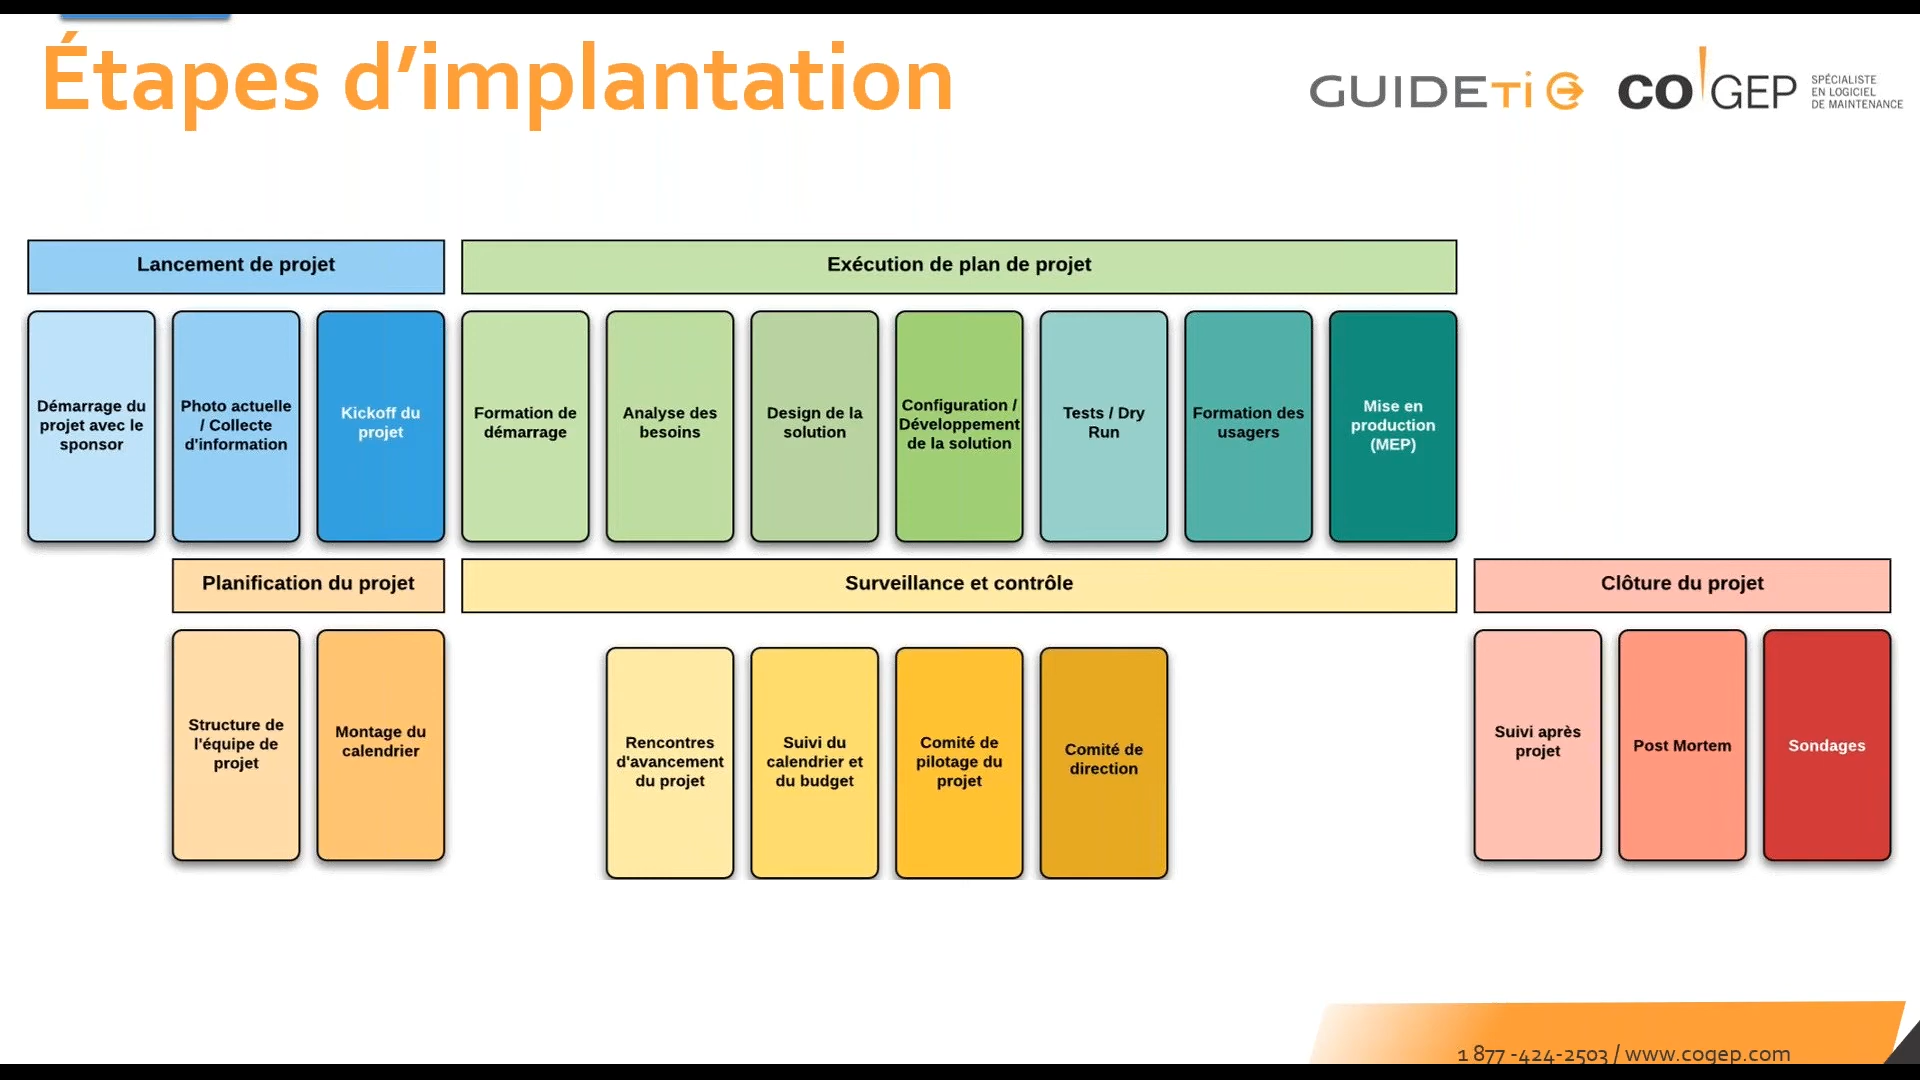 Étapes d’implantation
GUIDETI
CO GEP
SPÉCIALISTE
EN LOGICIEL
DE MAINTENANCE
Lancement de projet
Exécution de plan de projet
Démarrage du
projet avec le
sponsor
Photo actuelle
/ Collecte
d'information
Kickoff du
projet
Formation de
démarrage
Analyse des
besoins
Design de la
solution
Configuration /
Développement
de la solution
Tests / Dry
Run
Formation des
usagers
Mise en
production
(MEP)
Planification du projet
Surveillance et contrôle
Clôture du projet
Structure de
l'équipe de
projet
Montage du
calendrier
Rencontres
d'avancement
du projet
Suivi du
calendrier et
du budget
Comité de
pilotage du
projet
Comité de
direction
Suivi après
projet
Post Mortem
Sondages
1 877 -424-2503 / www.cogep.com